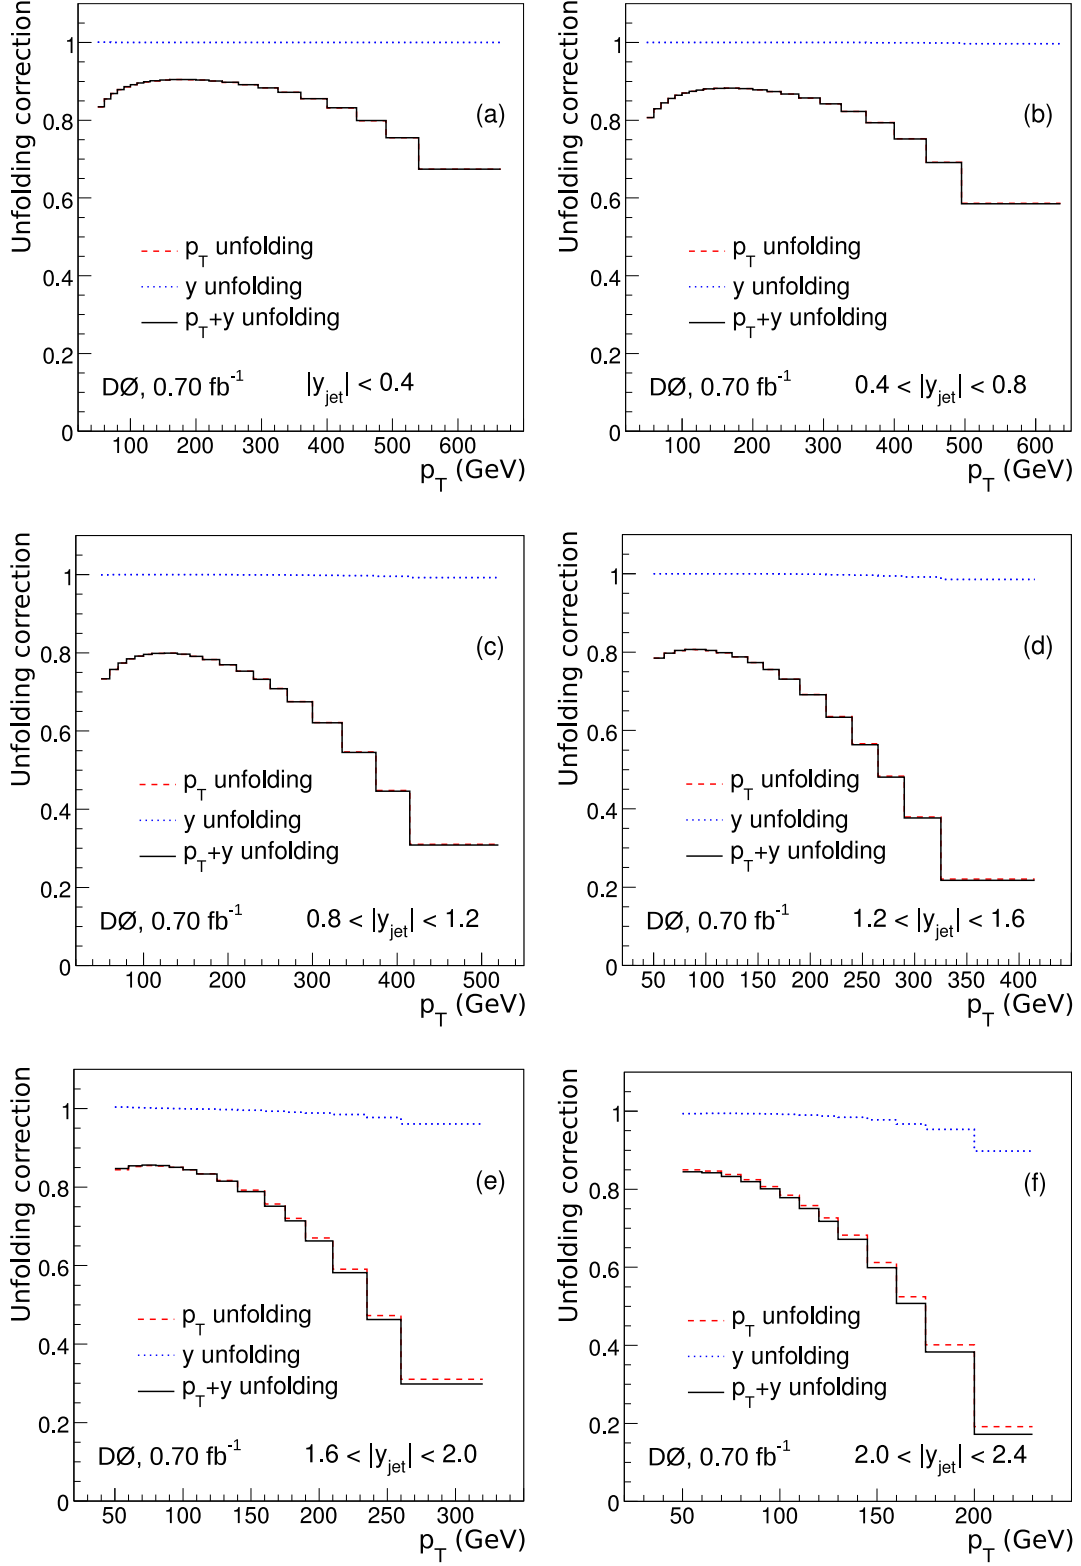 Unfolding correction
1
0.8
0.6
0.4
0.2
0
(a)
p_T unfolding
y unfolding
p_T+y unfolding
DØ, 0.70 fb⁻¹ |y_jet| < 0.4
100 200 300 400 500 600
p_T (GeV)
Unfolding correction
1
0.8
0.6
0.4
0.2
0
(b)
p_T unfolding
y unfolding
p_T+y unfolding
DØ, 0.70 fb⁻¹ 0.4 < |y_jet| < 0.8
100 200 300 400 500 600
p_T (GeV)
Unfolding correction
1
0.8
0.6
0.4
0.2
0
(c)
p_T unfolding
y unfolding
p_T+y unfolding
DØ, 0.70 fb⁻¹ 0.8 < |y_jet| < 1.2
100 200 300 400 500
p_T (GeV)
Unfolding correction
1
0.8
0.6
0.4
0.2
0
(d)
p_T unfolding
y unfolding
p_T+y unfolding
DØ, 0.70 fb⁻¹ 1.2 < |y_jet| < 1.6
50 100 150 200 250 300 350 400
p_T (GeV)
Unfolding correction
1
0.8
0.6
0.4
0.2
0
(e)
p_T unfolding
y unfolding
p_T+y unfolding
DØ, 0.70 fb⁻¹ 1.6 < |y_jet| < 2.0
50 100 150 200 250 300
p_T (GeV)
Unfolding correction
1
0.8
0.6
0.4
0.2
0
(f)
p_T unfolding
y unfolding
p_T+y unfolding
DØ, 0.70 fb⁻¹ 2.0 < |y_jet| < 2.4
50 100 150 200
p_T (GeV)